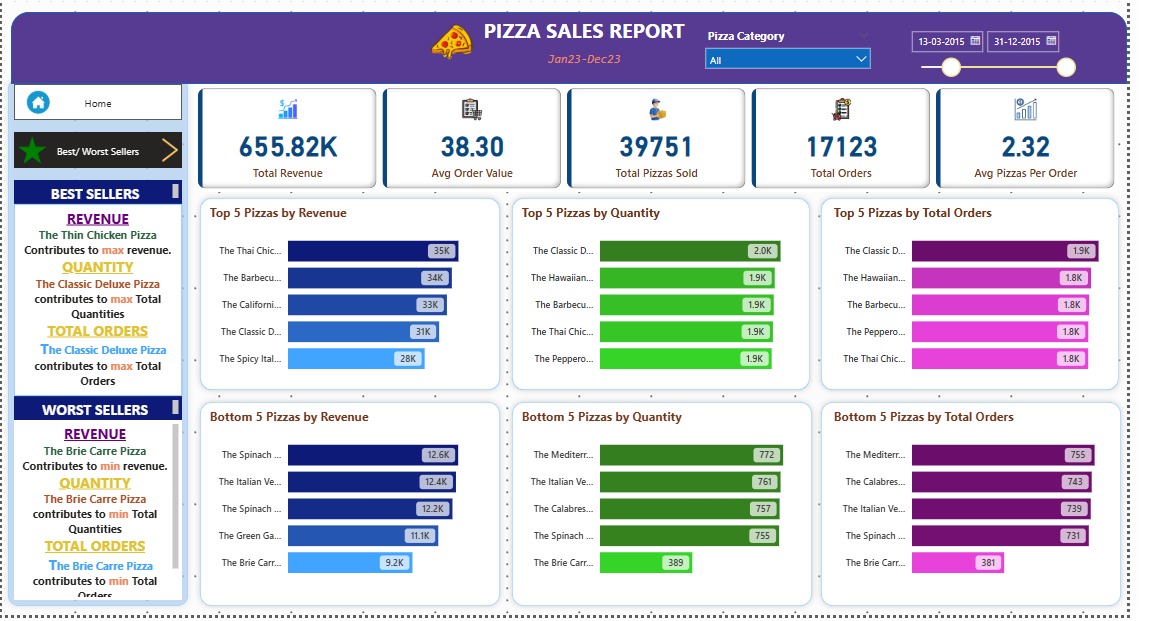 PIZZA SALES REPORT
Jan23-Dec23
Pizza Category
All
13-03-2015
31-12-2015
Home
Best/ Worst Sellers
655.82K
Total Revenue
38.30
Avg Order Value
39751
Total Pizzas Sold
17123
Total Orders
2.32
Avg Pizzas Per Order
BEST SELLERS
REVENUE
The Thin Chicken Pizza
Contributes to max revenue.
QUANTITY
The Classic Deluxe Pizza
contributes to max Total
Quantities
TOTAL ORDERS
The Classic Deluxe Pizza
contributes to max Total
Orders
WORST SELLERS
REVENUE
The Brie Carre Pizza
Contributes to min revenue.
QUANTITY
The Brie Carre Pizza
contributes to min Total
Quantities
TOTAL ORDERS
The Brie Carre Pizza
contributes to min Total
Orders
Top 5 Pizzas by Revenue
The Thai Chic... 35K
The Barbecu... 34K
The Californi... 33K
The Classic D... 31K
The Spicy Ital... 28K
Top 5 Pizzas by Quantity
The Classic D... 2.0K
The Hawaiian... 1.9K
The Barbecu... 1.9K
The Thai Chic... 1.9K
The Peppero... 1.9K
Top 5 Pizzas by Total Orders
The Classic D... 1.9K
The Hawaiian... 1.8K
The Barbecu... 1.8K
The Peppero... 1.8K
The Thai Chic... 1.8K
Bottom 5 Pizzas by Revenue
The Spinach ... 12.6K
The Italian Ve... 12.4K
The Spinach ... 12.2K
The Green Ga... 11.1K
The Brie Carr... 9.2K
Bottom 5 Pizzas by Quantity
The Mediterr... 772
The Italian Ve... 761
The Calabres... 757
The Spinach ... 755
The Brie Carr... 389
Bottom 5 Pizzas by Total Orders
The Mediterr... 755
The Calabres... 743
The Italian Ve... 739
The Spinach ... 731
The Brie Carr... 381